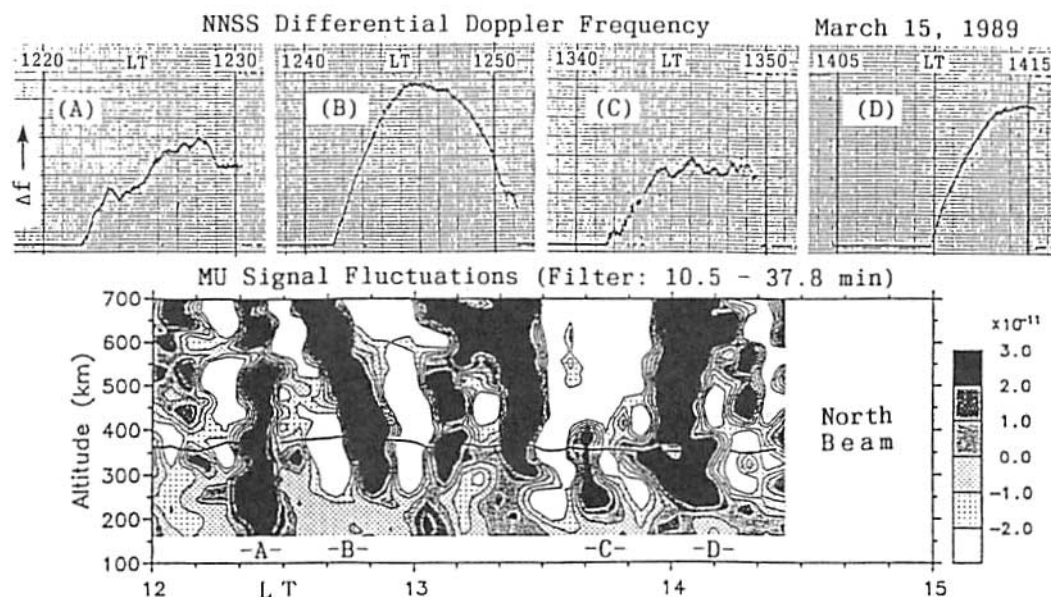 NNSS Differential Doppler Frequency March 15, 1989
1220 LT 1230
1240 LT 1250
1340 LT 1350
1405 LT 1415
(A)
(B)
(C)
(D)
Δf →
MU Signal Fluctuations (Filter: 10.5 - 37.8 min)
Altitude (km)
700
600
500
400
300
200
100
North
Beam
×10⁻¹¹
3.0
2.0
1.0
0.0
-1.0
-2.0
-A-
-B-
-C-
-D-
12 LT 13 14 15